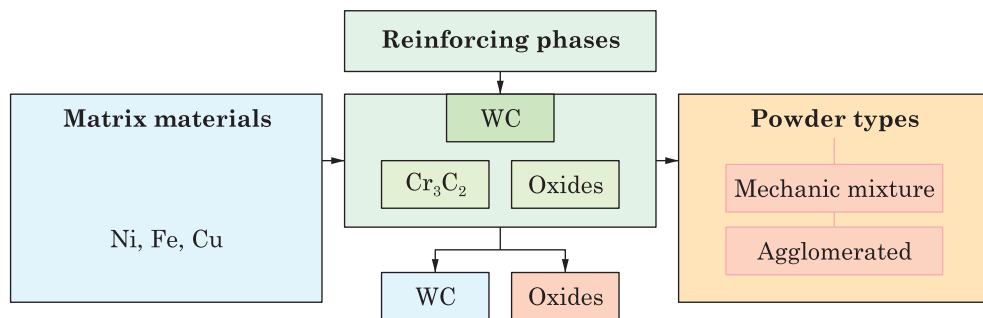 Reinforcing phases
Matrix materials
Ni, Fe, Cu
WC
Cr₃C₂
Oxides
WC
Oxides
Powder types
Mechanic mixture
Agglomerated